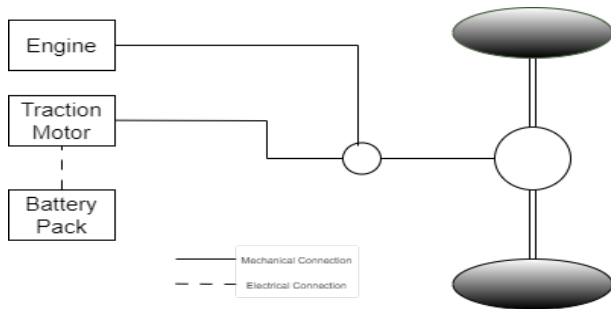 Engine
Traction
Motor
Battery
Pack
Mechanical Connection
Electrical Connection